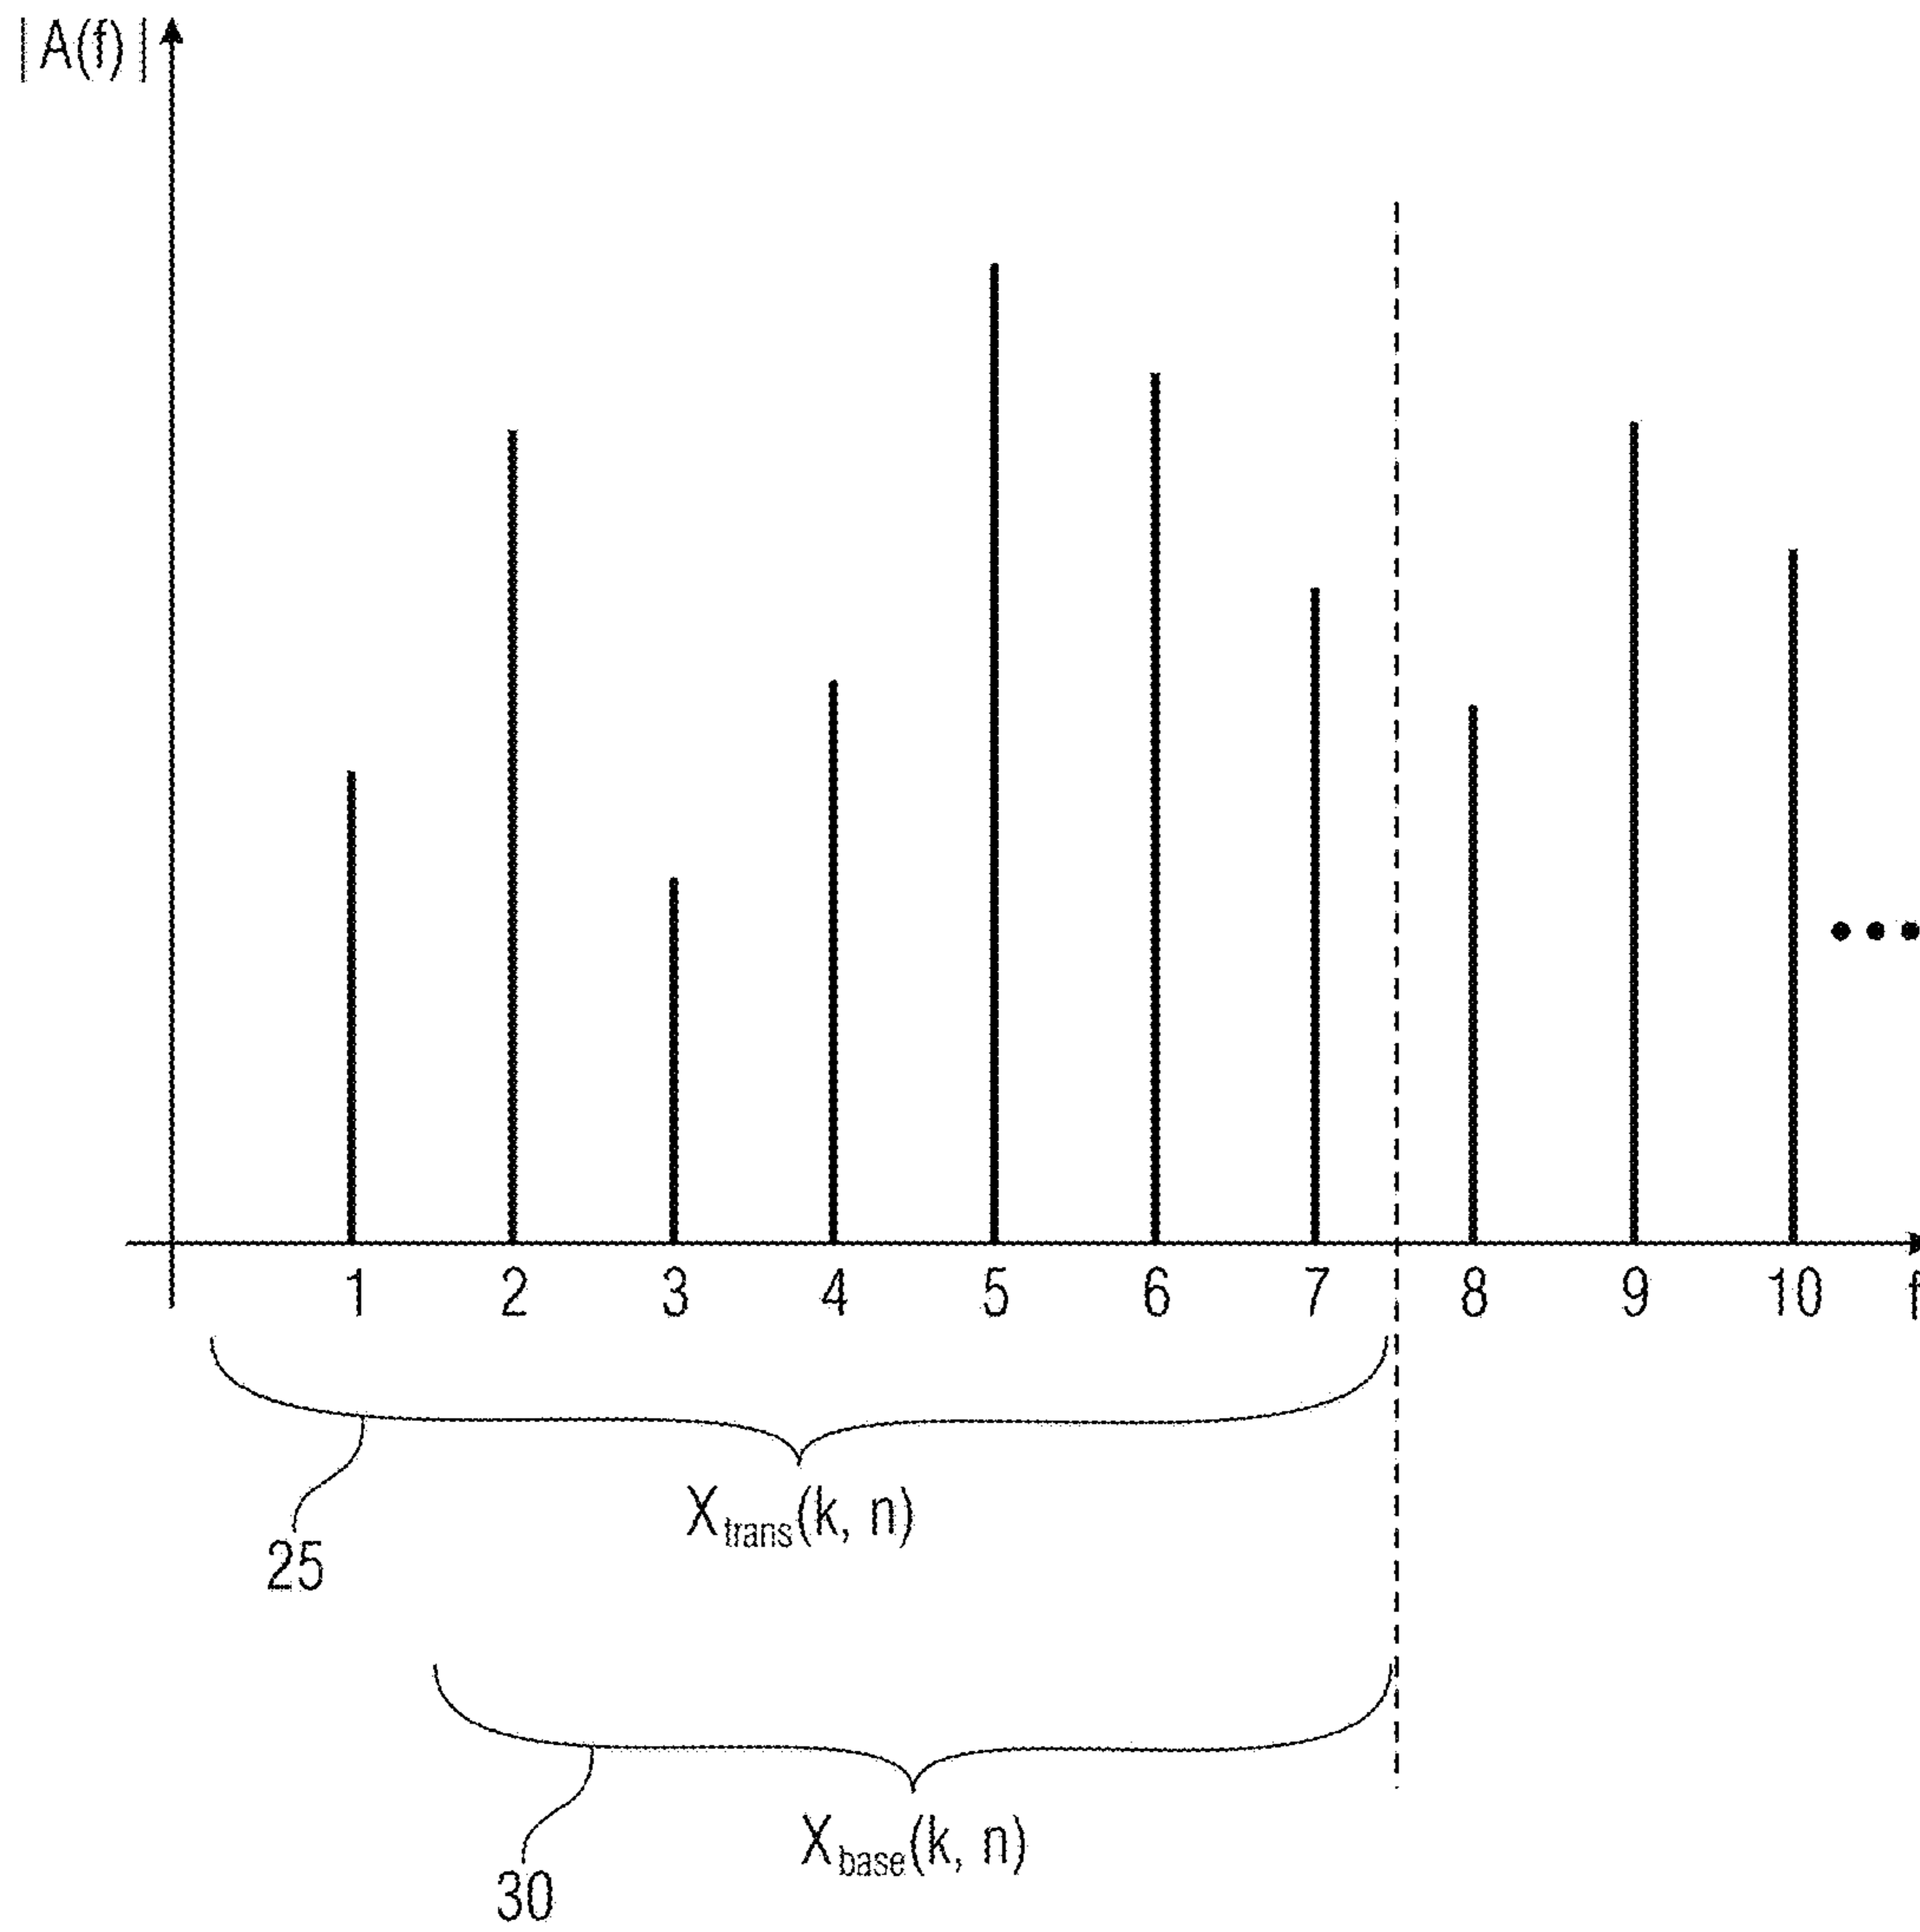 |A(f)|
1 2 3 4 5 6 7 8 9 10 f
X_trans(k, n)
25
X_base(k, n)
30